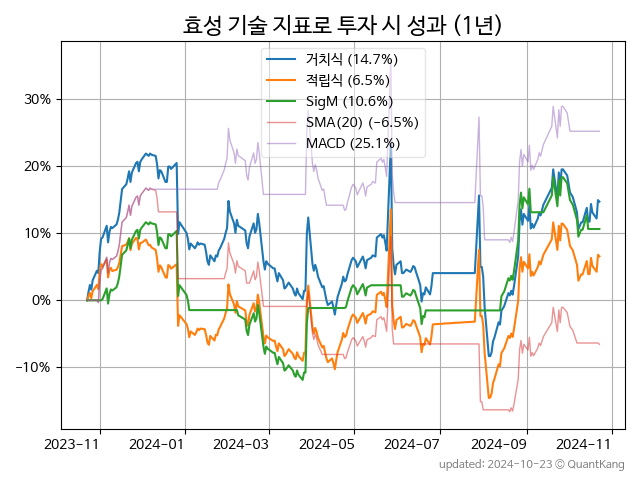 효성 기술 지표로 투자 시 성과 (1년)
거치식 (14.7%)
적립식 (6.5%)
SigM (10.6%)
SMA(20) (−6.5%)
MACD (25.1%)
30%
20%
10%
0%
−10%
2023-11 2024-01 2024-03 2024-05 2024-07 2024-09 2024-11
updated: 2024-10-23 ⓒ QuantKang